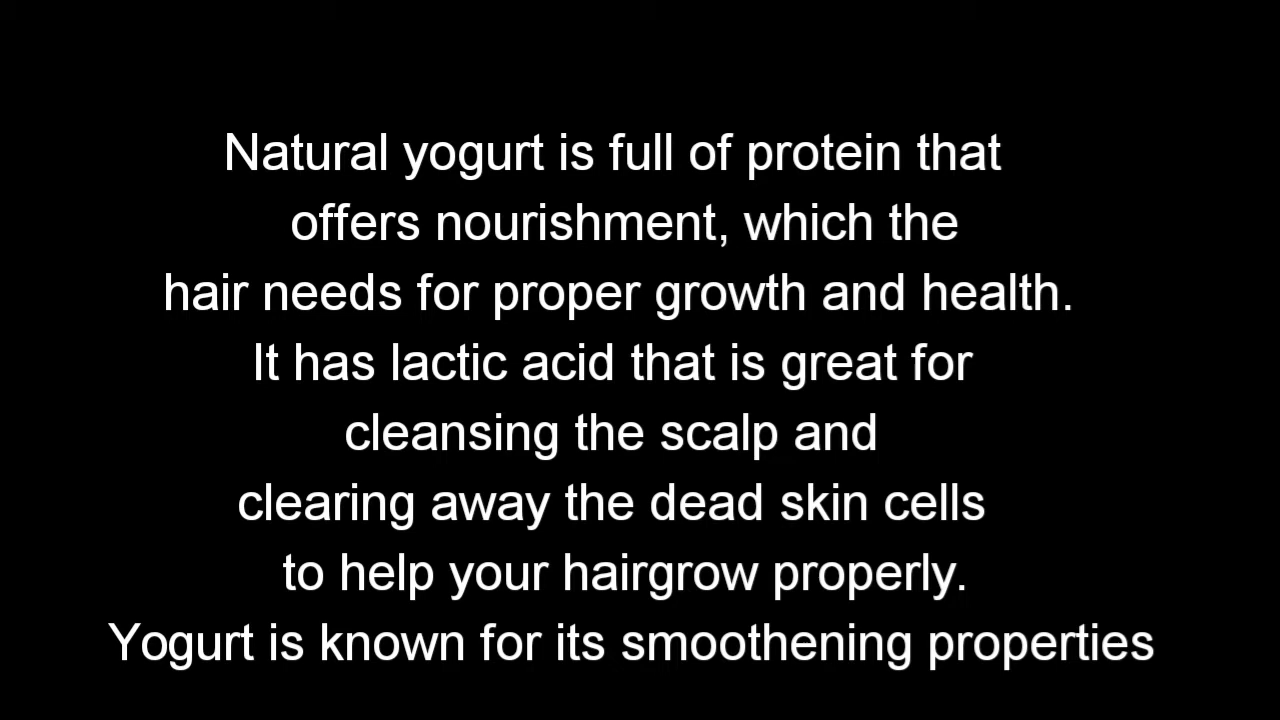 Natural yogurt is full of protein that
offers nourishment, which the
hair needs for proper growth and health.
It has lactic acid that is great for
cleansing the scalp and
clearing away the dead skin cells
to help your hairgrow properly.
Yogurt is known for its smoothening properties